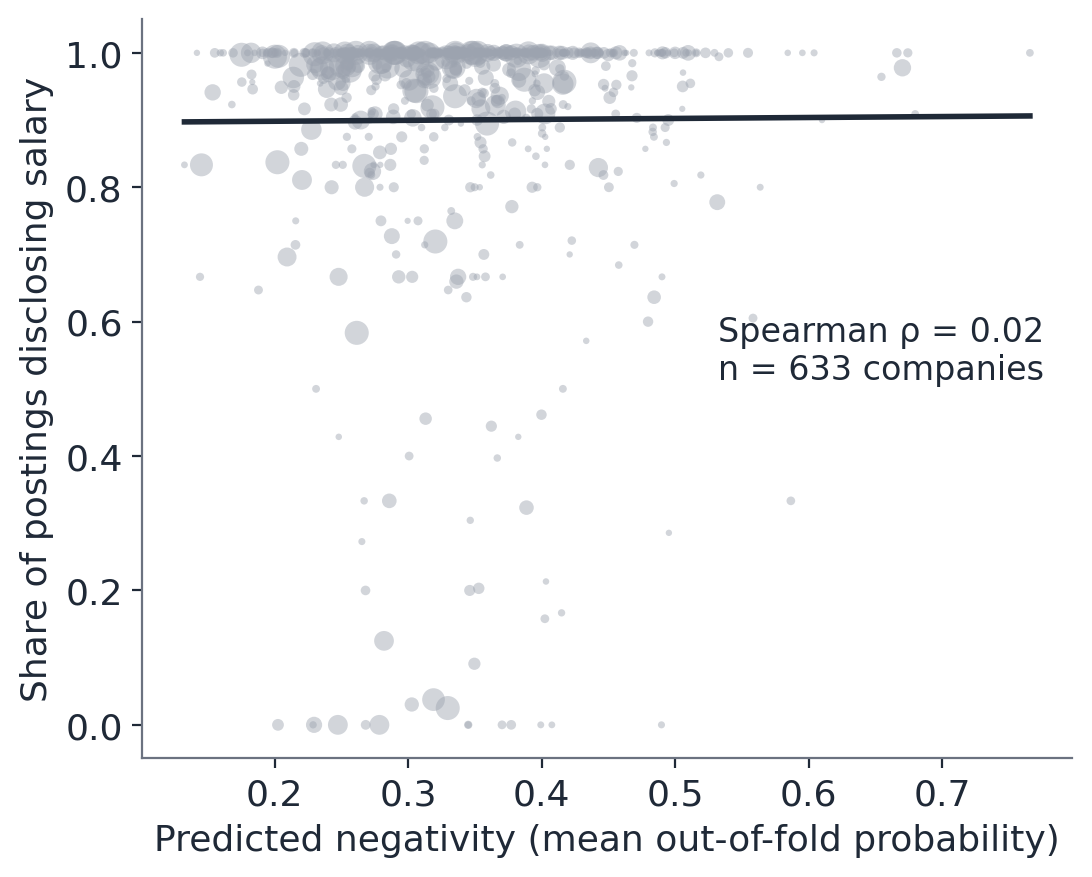 1.0
0.8
0.6
0.4
0.2
0.0
Share of postings disclosing salary
Spearman ρ = 0.02
n = 633 companies
0.2 0.3 0.4 0.5 0.6 0.7
Predicted negativity (mean out-of-fold probability)